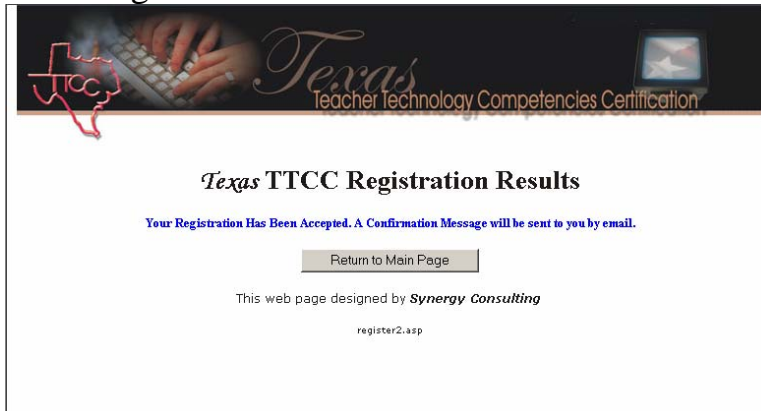 TTCC
Texas
Teacher Technology Competencies Certification
Texas TTCC Registration Results
Your Registration Has Been Accepted. A Confirmation Message will be sent to you by email.
Return to Main Page
This web page designed by Synergy Consulting
register2.asp